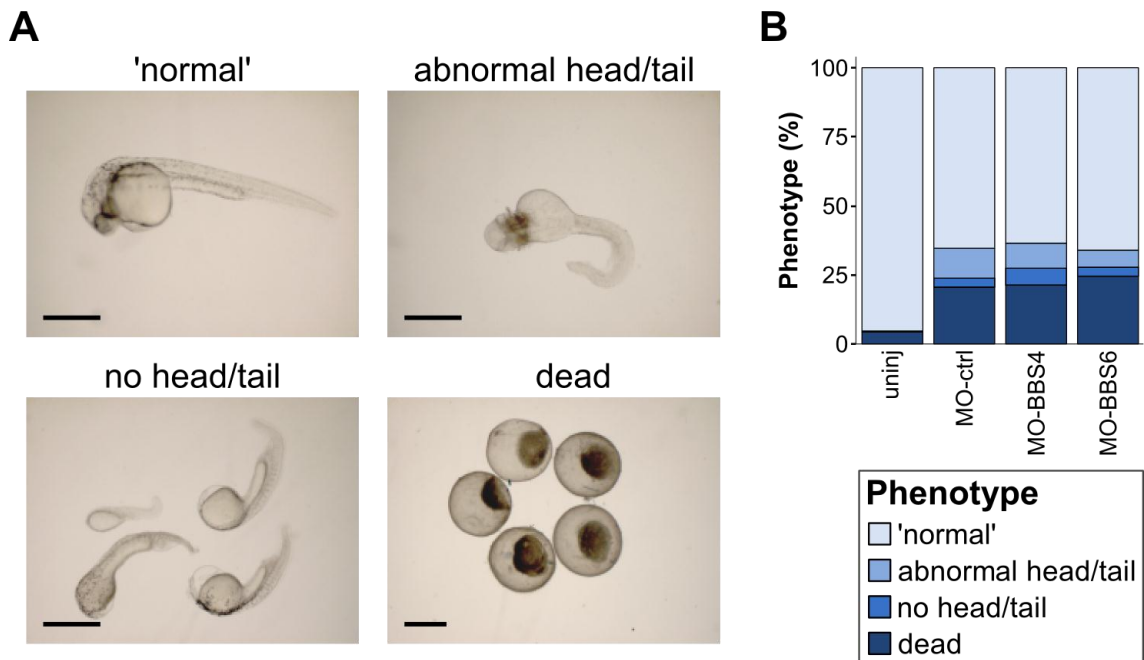 A
'normal'
abnormal head/tail
no head/tail
dead
B
Phenotype (%)
100
75
50
25
0
uninj
MO-ctrl
MO-BBS4
MO-BBS6
Phenotype
'normal'
abnormal head/tail
no head/tail
dead